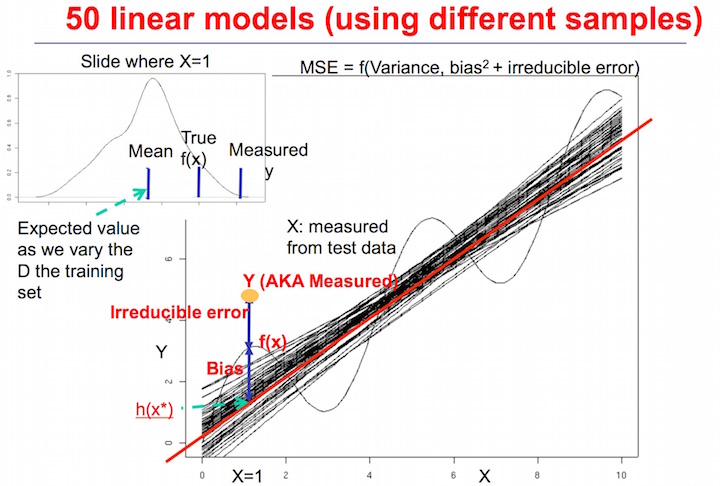 50 linear models (using different samples)
Slide where X=1
MSE = f(Variance, bias² + irreducible error)
1.0
0.8
0.6
0.4
0.2
0.0
Mean
True
f(x)
Measured
y
Expected value
as we vary the
D the training
set
X: measured
from test data
Y (AKA Measured)
Irreducible error
f(x)
Bias
h(x*)
Y
6
4
2
0
0
X=1
2
4
6
X
8
10